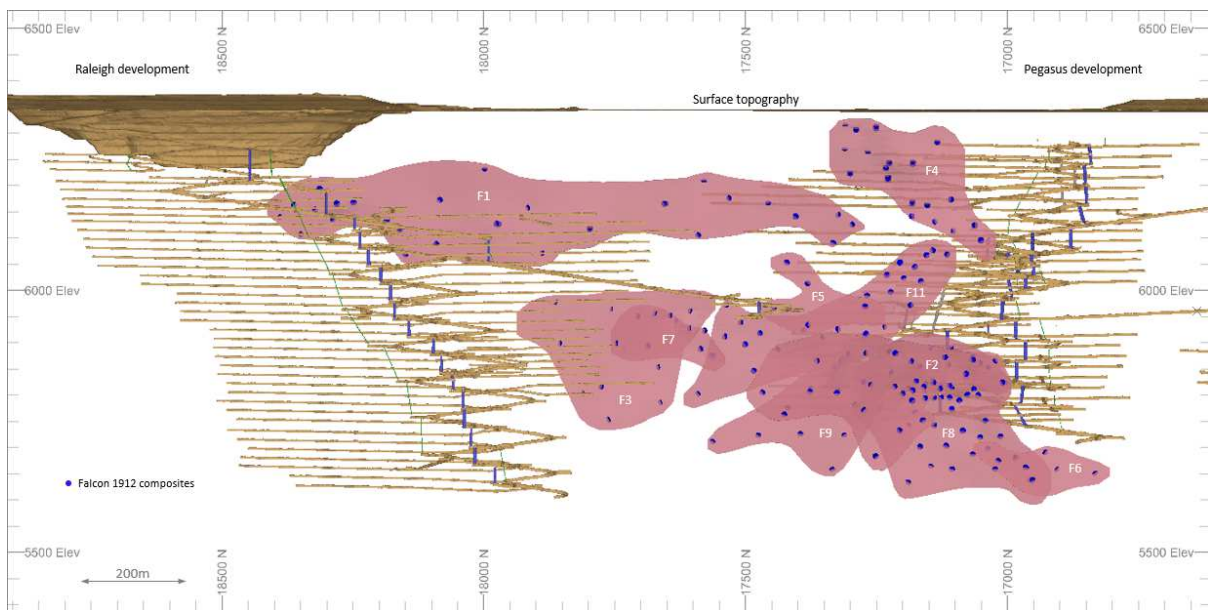 6500 Elev
6500 Elev
18500 N
18000 N
17500 N
17000 N
Raleigh development
Pegasus development
Surface topography
F4
F1
6000 Elev
6000 Elev
F5
F11
F7
F2
F3
F9
F8
F6
Falcon 1912 composites
5500 Elev
5500 Elev
200m
18500 N
18000 N
17500 N
17000 N